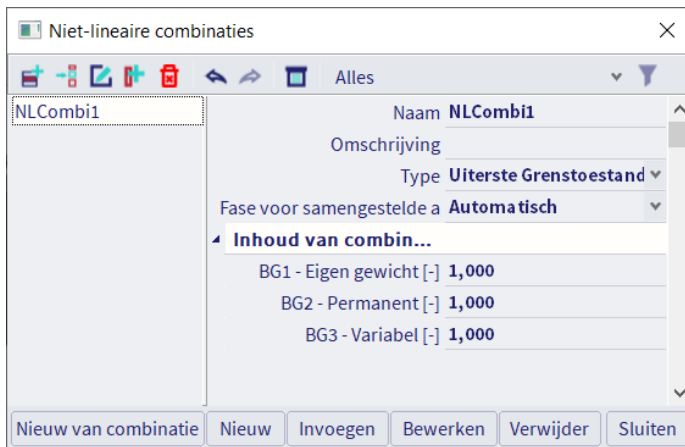 Niet-lineaire combinaties
Alles
NLCombi1
Naam NLCombi1
Omschrijving
Type Uiterste Grenstoestand
Fase voor samengestelde a Automatisch
Inhoud van combin...
BG1 - Eigen gewicht [-] 1,000
BG2 - Permanent [-] 1,000
BG3 - Variabel [-] 1,000
Nieuw van combinatie Nieuw Invoegen Bewerken Verwijder Sluiten